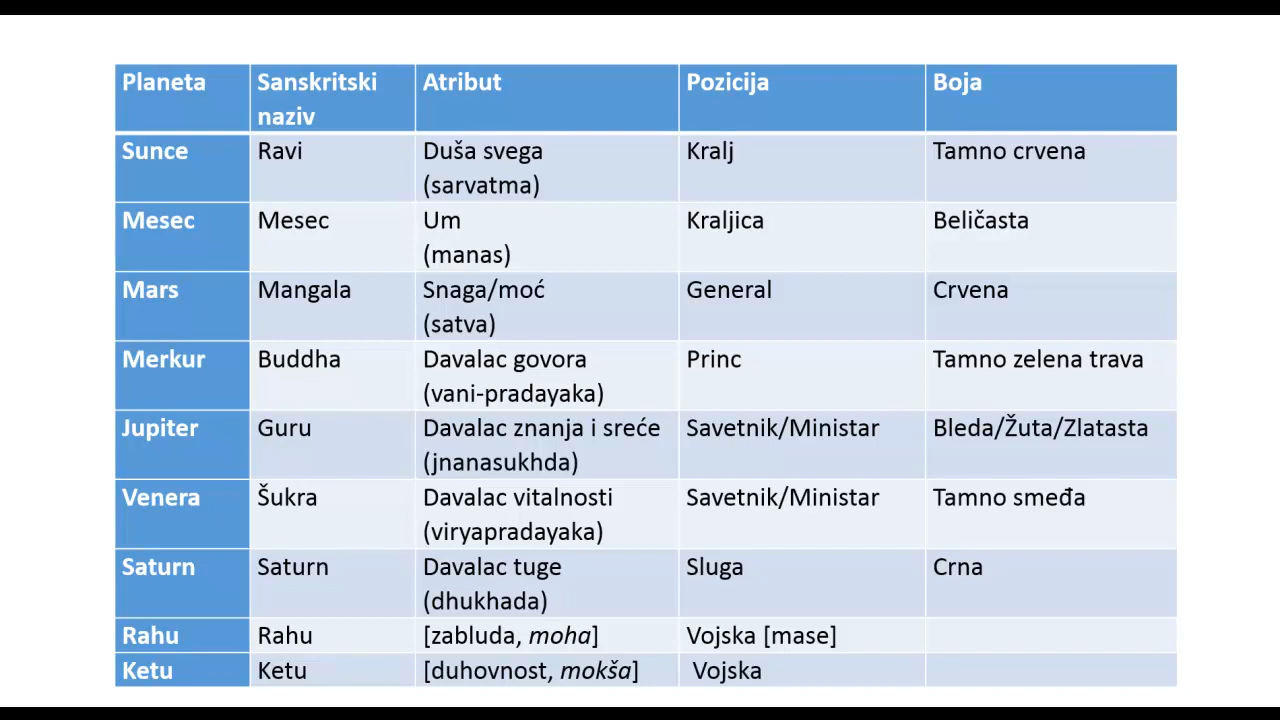 Planeta Sanskritski naziv Atribut Pozicija Boja
Sunce Ravi Duša svega (sarvatma) Kralj Tamno crvena
Mesec Mesec Um (manas) Kraljica Beličasta
Mars Mangala Snaga/moć (satva) General Crvena
Merkur Buddha Davalac govora (vani-pradayaka) Princ Tamno zelena trava
Jupiter Guru Davalac znanja i sreće (jnanasukhda) Savetnik/Ministar Bleda/Žuta/Zlatasta
Venera Šukra Davalac vitalnosti (viryapradayaka) Savetnik/Ministar Tamno smeđa
Saturn Saturn Davalac tuge (dhukhada) Sluga Crna
Rahu Rahu [zabluda, moha] Vojska [mase]
Ketu Ketu [duhovnost, mokša] Vojska